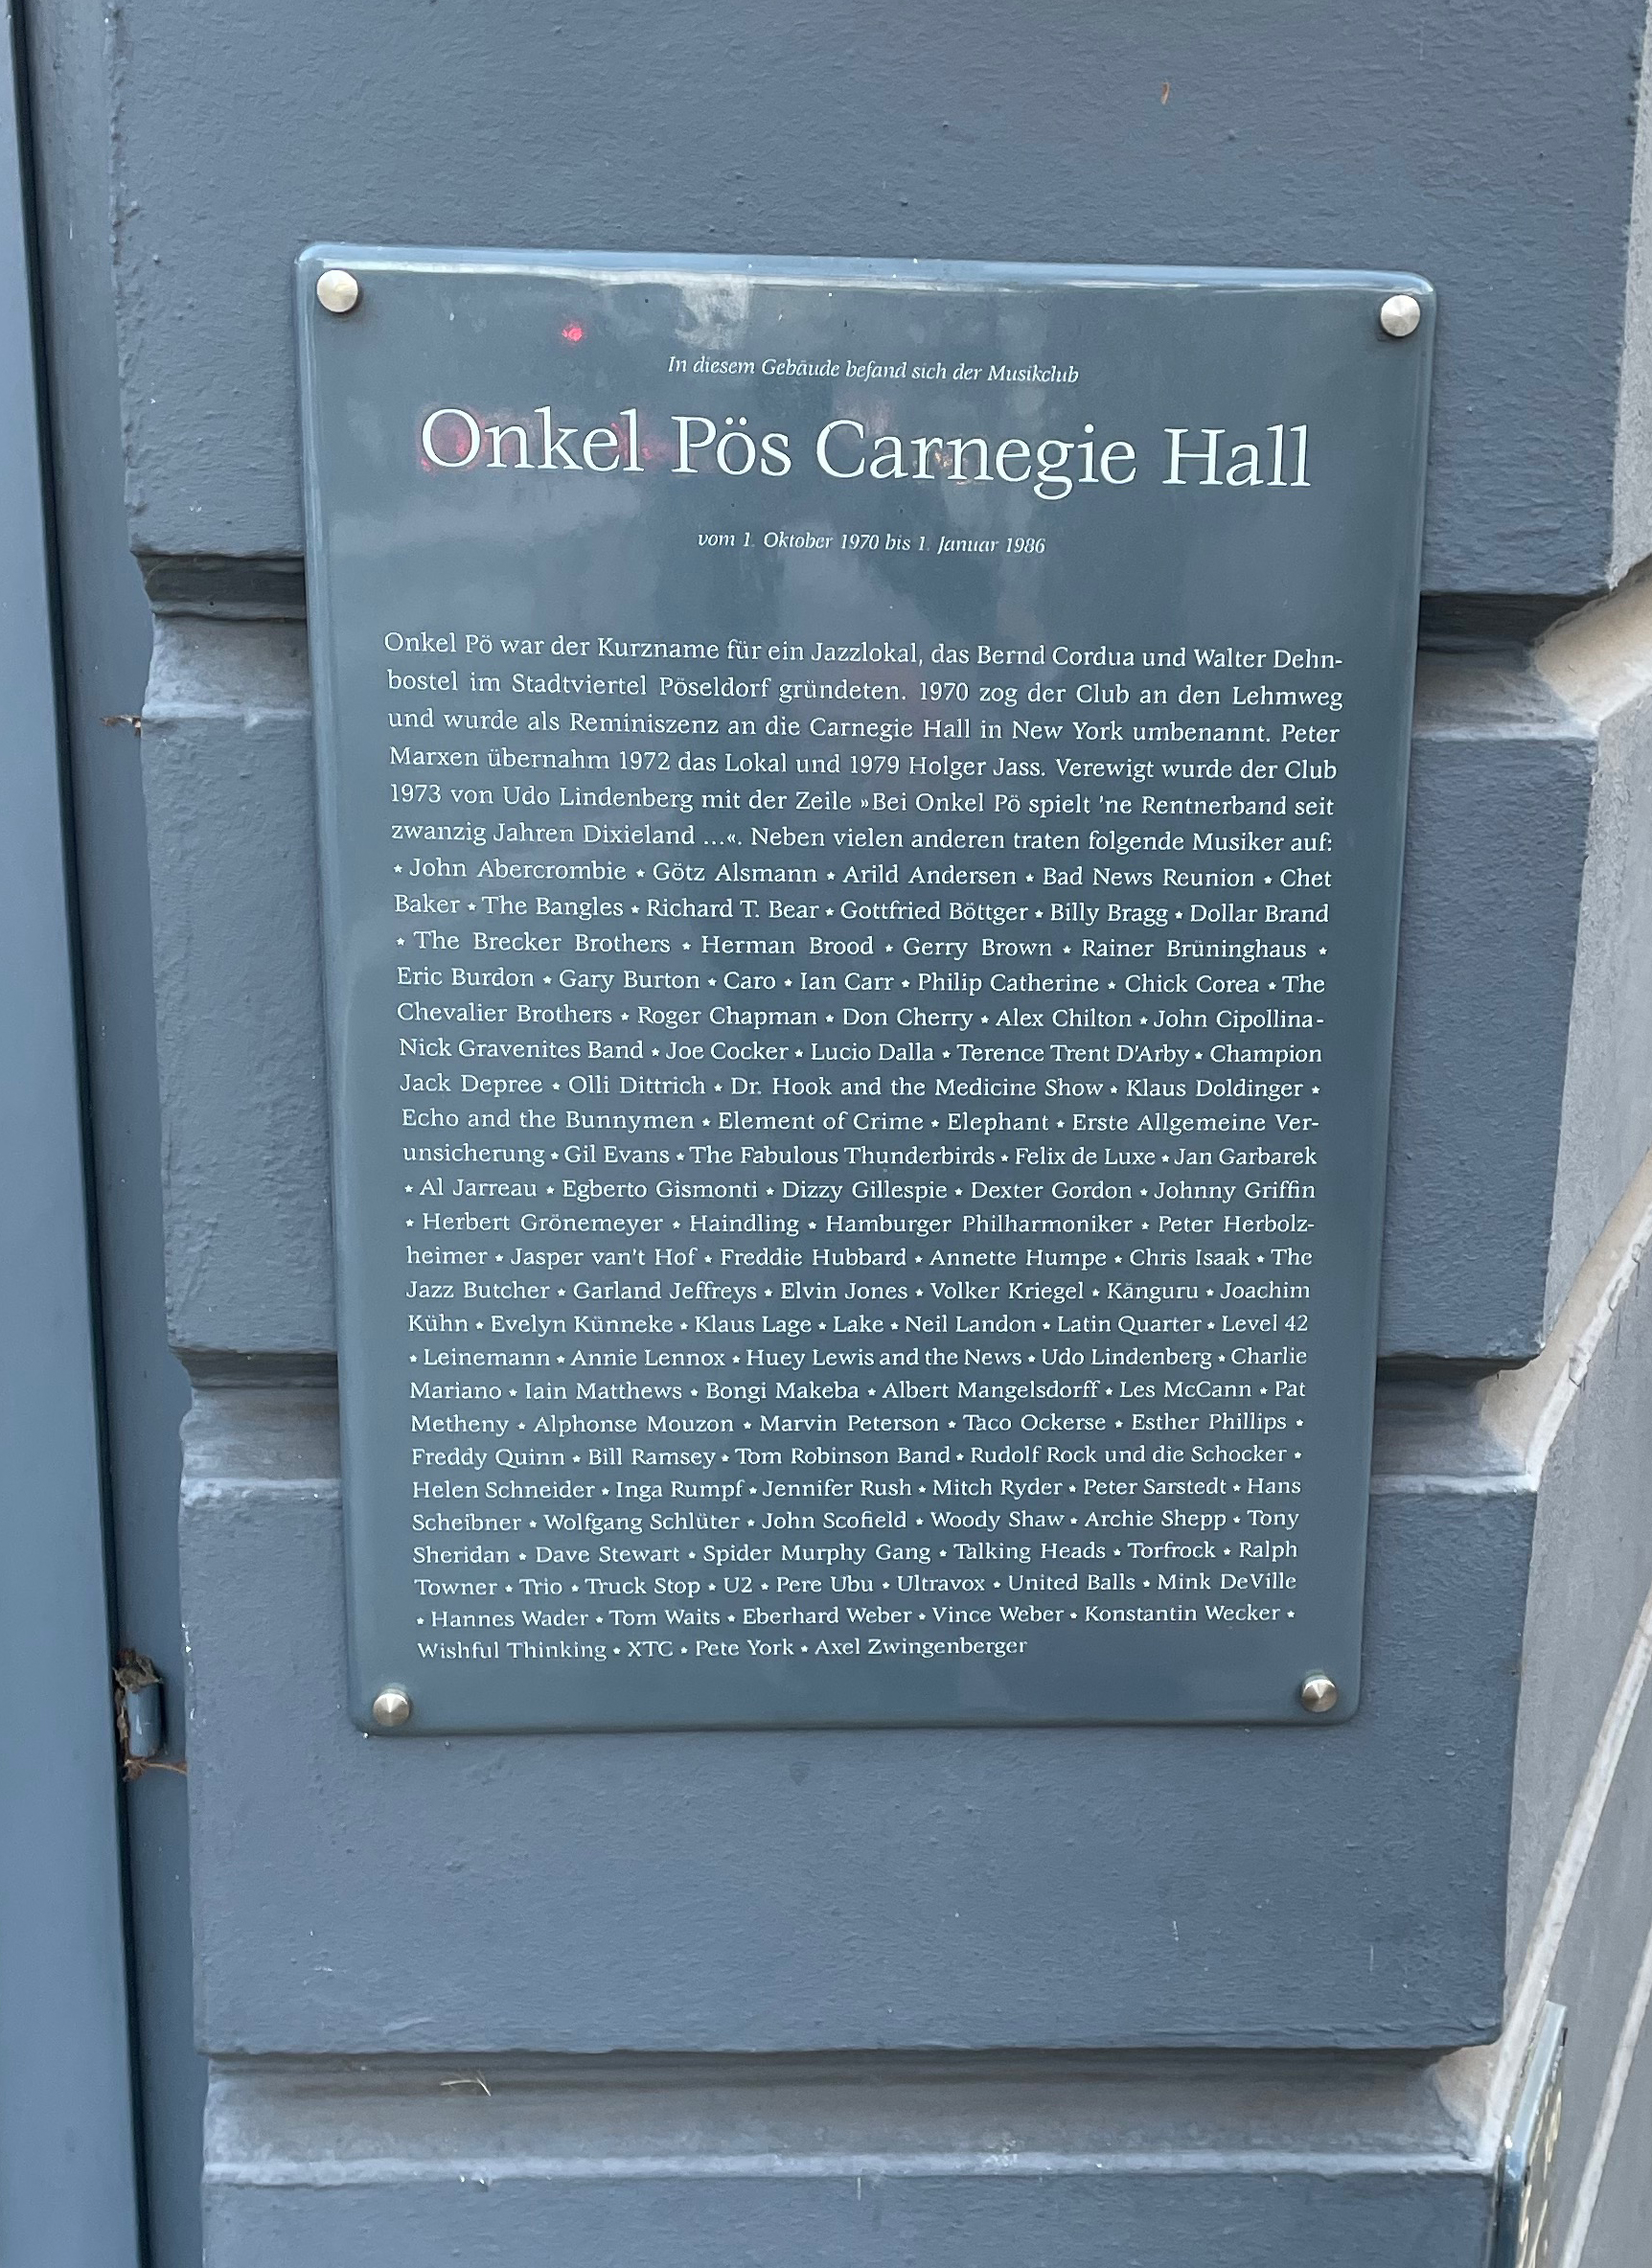 In diesem Gebäude befand sich der Musikclub
Onkel Pös Carnegie Hall
vom 1. Oktober 1970 bis 1. Januar 1986
Onkel Pö war der Kurzname für ein Jazzlokal, das Bernd Cordua und Walter Dehn-
bostel im Stadtviertel Pöseldorf gründeten. 1970 zog der Club an den Lehmweg
und wurde als Reminiszenz an die Carnegie Hall in New York umbenannt. Peter
Marxen übernahm 1972 das Lokal und 1979 Holger Jass. Verewigt wurde der Club
1973 von Udo Lindenberg mit der Zeile »Bei Onkel Pö spielt 'ne Rentnerband seit
zwanzig Jahren Dixieland ...«. Neben vielen anderen traten folgende Musiker auf:
⋆ John Abercrombie ⋆ Götz Alsmann ⋆ Arild Andersen ⋆ Bad News Reunion ⋆ Chet
Baker ⋆ The Bangles ⋆ Richard T. Bear ⋆ Gottfried Böttger ⋆ Billy Bragg ⋆ Dollar Brand
⋆ The Brecker Brothers ⋆ Herman Brood ⋆ Gerry Brown ⋆ Rainer Brüninghaus ⋆
Eric Burdon ⋆ Gary Burton ⋆ Caro ⋆ Ian Carr ⋆ Philip Catherine ⋆ Chick Corea ⋆ The
Chevalier Brothers ⋆ Roger Chapman ⋆ Don Cherry ⋆ Alex Chilton ⋆ John Cipollina-
Nick Gravenites Band ⋆ Joe Cocker ⋆ Lucio Dalla ⋆ Terence Trent D'Arby ⋆ Champion
Jack Depree ⋆ Olli Dittrich ⋆ Dr. Hook and the Medicine Show ⋆ Klaus Doldinger ⋆
Echo and the Bunnymen ⋆ Element of Crime ⋆ Elephant ⋆ Erste Allgemeine Ver-
unsicherung ⋆ Gil Evans ⋆ The Fabulous Thunderbirds ⋆ Felix de Luxe ⋆ Jan Garbarek
⋆ Al Jarreau ⋆ Egberto Gismonti ⋆ Dizzy Gillespie ⋆ Dexter Gordon ⋆ Johnny Griffin
⋆ Herbert Grönemeyer ⋆ Haindling ⋆ Hamburger Philharmoniker ⋆ Peter Herbolz-
heimer ⋆ Jasper van't Hof ⋆ Freddie Hubbard ⋆ Annette Humpe ⋆ Chris Isaak ⋆ The
Jazz Butcher ⋆ Garland Jeffreys ⋆ Elvin Jones ⋆ Volker Kriegel ⋆ Känguru ⋆ Joachim
Kühn ⋆ Evelyn Künneke ⋆ Klaus Lage ⋆ Lake ⋆ Neil Landon ⋆ Latin Quarter ⋆ Level 42
⋆ Leinemann ⋆ Annie Lennox ⋆ Huey Lewis and the News ⋆ Udo Lindenberg ⋆ Charlie
Mariano ⋆ Iain Matthews ⋆ Bongi Makeba ⋆ Albert Mangelsdorff ⋆ Les McCann ⋆ Pat
Metheny ⋆ Alphonse Mouzon ⋆ Marvin Peterson ⋆ Taco Ockerse ⋆ Esther Phillips ⋆
Freddy Quinn ⋆ Bill Ramsey ⋆ Tom Robinson Band ⋆ Rudolf Rock und die Schocker ⋆
Helen Schneider ⋆ Inga Rumpf ⋆ Jennifer Rush ⋆ Mitch Ryder ⋆ Peter Sarstedt ⋆ Hans
Scheibner ⋆ Wolfgang Schlüter ⋆ John Scofield ⋆ Woody Shaw ⋆ Archie Shepp ⋆ Tony
Sheridan ⋆ Dave Stewart ⋆ Spider Murphy Gang ⋆ Talking Heads ⋆ Torfrock ⋆ Ralph
Towner ⋆ Trio ⋆ Truck Stop ⋆ U2 ⋆ Pere Ubu ⋆ Ultravox ⋆ United Balls ⋆ Mink DeVille
⋆ Hannes Wader ⋆ Tom Waits ⋆ Eberhard Weber ⋆ Vince Weber ⋆ Konstantin Wecker ⋆
Wishful Thinking ⋆ XTC ⋆ Pete York ⋆ Axel Zwingenberger